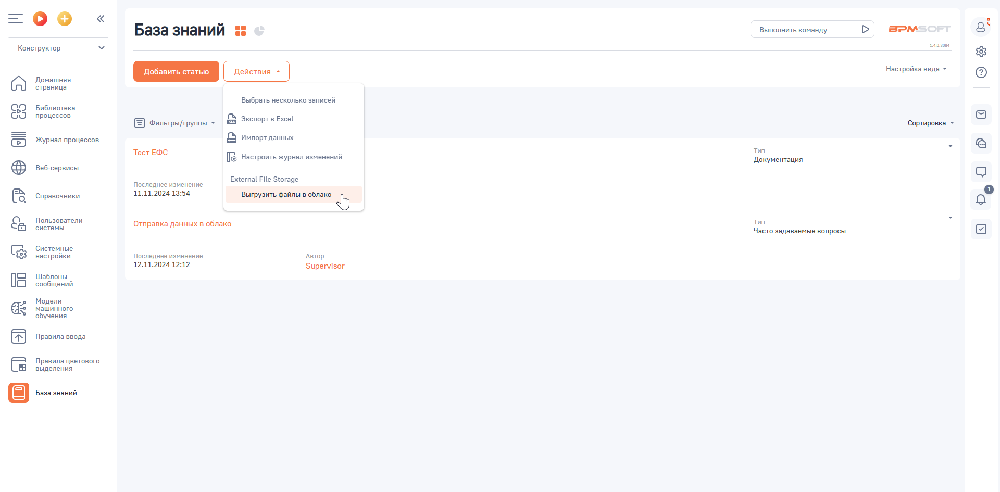 Конструктор
Домашняя
страница
Библиотека
процессов
Журнал процессов
Веб-сервисы
Справочники
Пользователи
системы
Системные
настройки
Шаблоны
сообщений
Модели
машинного
обучения
Правила ввода
Правила цветового
выделения
База знаний
База знаний
Выполнить команду
BPMSOFT
1.4.0.3084
Добавить статью
Действия
Настройка вида
Выбрать несколько записей
Экспорт в Excel
XLS
Импорт данных
Настроить журнал изменений
External File Storage
Выгрузить файлы в облако
Фильтры/группы
Сортировка
Тест ЕФС
Тип
Документация
Последнее изменение
11.11.2024 13:54
Отправка данных в облако
Тип
Часто задаваемые вопросы
Последнее изменение
12.11.2024 12:12
Автор
Supervisor
1